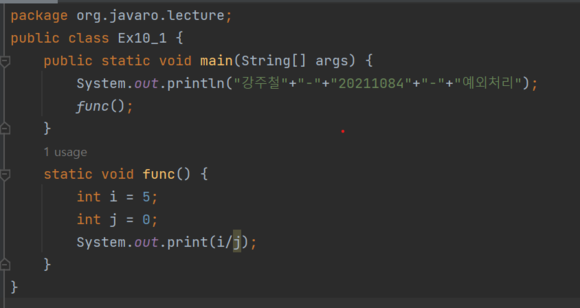 package org.javaro.lecture;
public class Ex10_1 {
    public static void main(String[] args) {
        System.out.println("강주철"+"-"+"20211084"+"-"+"예외처리");
        func();
    }
    1 usage
    static void func() {
        int i = 5;
        int j = 0;
        System.out.print(i/j);
    }
}